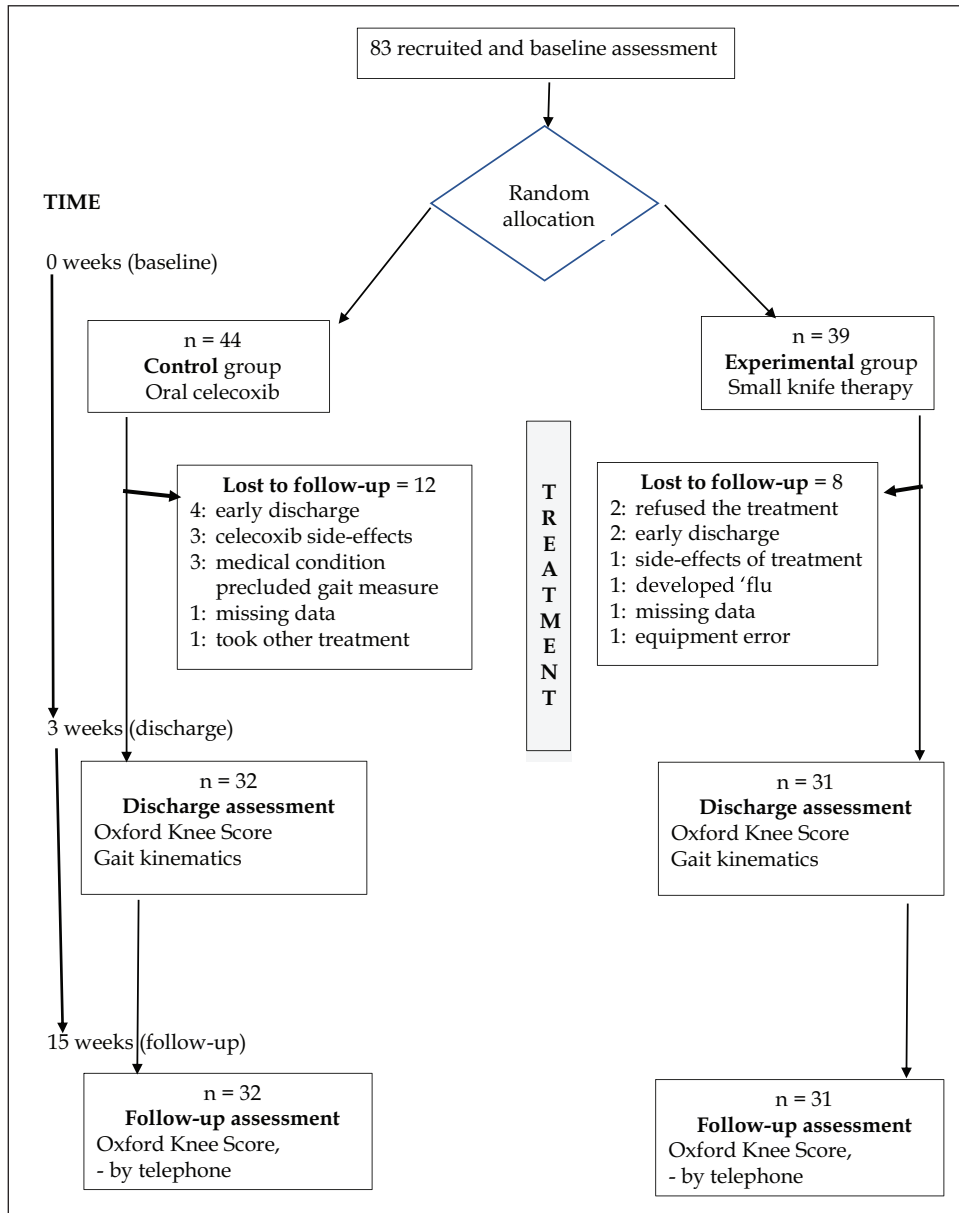 83 recruited and baseline assessment
Random
allocation
TIME
0 weeks (baseline)
n = 44
Control group
Oral celecoxib
n = 39
Experimental group
Small knife therapy
Lost to follow-up = 12
4: early discharge
3: celecoxib side-effects
3: medical condition
precluded gait measure
1: missing data
1: took other treatment
T
R
E
A
T
M
E
N
T
Lost to follow-up = 8
2: refused the treatment
2: early discharge
1: side-effects of treatment
1: developed ‘flu
1: missing data
1: equipment error
3 weeks (discharge)
n = 32
Discharge assessment
Oxford Knee Score
Gait kinematics
n = 31
Discharge assessment
Oxford Knee Score
Gait kinematics
15 weeks (follow-up)
n = 32
Follow-up assessment
Oxford Knee Score,
- by telephone
n = 31
Follow-up assessment
Oxford Knee Score,
- by telephone